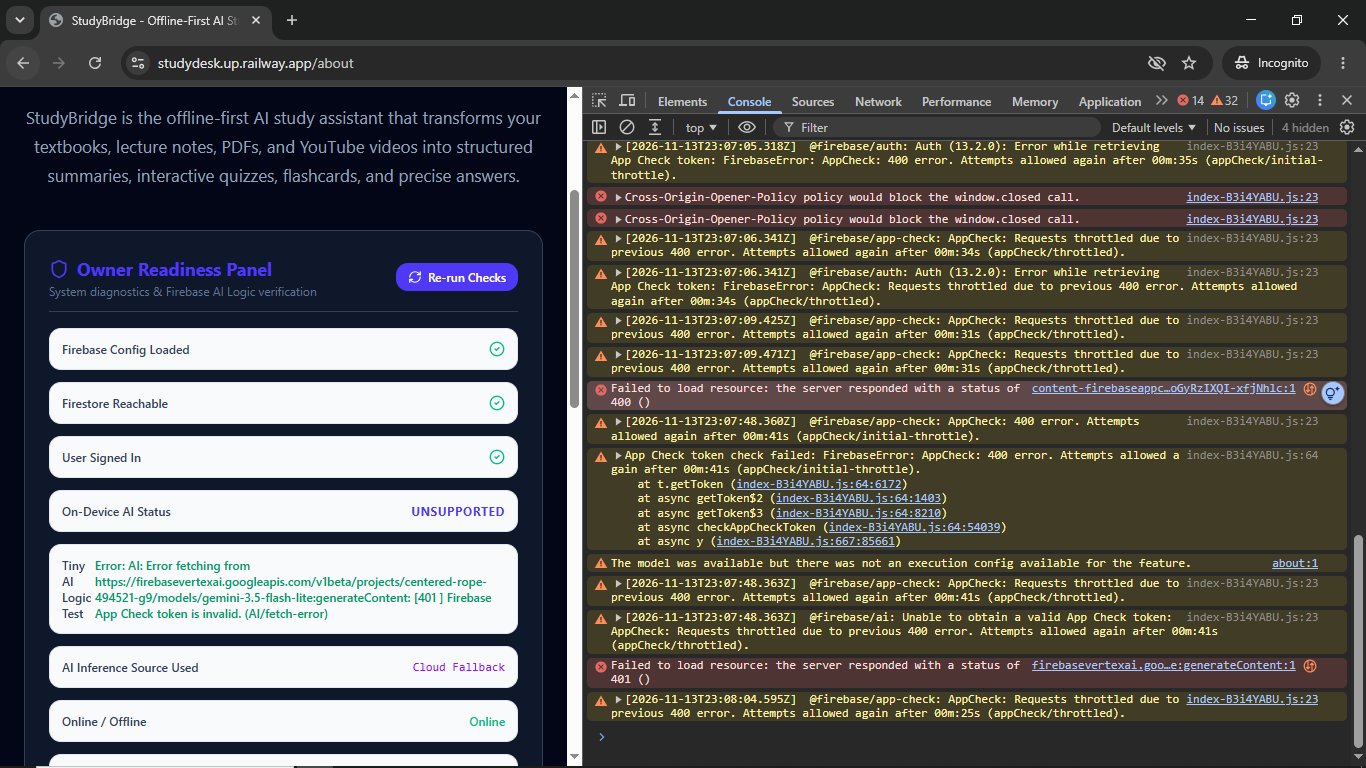 StudyBridge - Offline-First AI St
studydesk.up.railway.app/about
Incognito
StudyBridge is the offline-first AI study assistant that transforms your
textbooks, lecture notes, PDFs, and YouTube videos into structured
summaries, interactive quizzes, flashcards, and precise answers.
Owner Readiness Panel
System diagnostics & Firebase AI Logic verification
Re-run Checks
Firebase Config Loaded
Firestore Reachable
User Signed In
On-Device AI Status
UNSUPPORTED
Tiny
AI
Logic
Test
Error: AI: Error fetching from
https://firebasevertexai.googleapis.com/v1beta/projects/centered-rope-
494521-g9/models/gemini-3.5-flash-lite:generateContent: [401 ] Firebase
App Check token is invalid. (AI/fetch-error)
AI Inference Source Used
Cloud Fallback
Online / Offline
Online
Elements
Console
Sources
Network
Performance
Memory
Application
14
32
top
Filter
Default levels
No issues
4 hidden
[2026-11-13T23:07:05.318Z]  @firebase/auth: Auth (13.2.0): Error while retrieving index-B3i4YABU.js:23
App Check token: FirebaseError: AppCheck: 400 error. Attempts allowed again after 00m:35s (appCheck/initial-
throttle).
Cross-Origin-Opener-Policy policy would block the window.closed call. index-B3i4YABU.js:23
Cross-Origin-Opener-Policy policy would block the window.closed call. index-B3i4YABU.js:23
[2026-11-13T23:07:06.341Z]  @firebase/app-check: AppCheck: Requests throttled due to index-B3i4YABU.js:23
previous 400 error. Attempts allowed again after 00m:34s (appCheck/throttled).
[2026-11-13T23:07:06.341Z]  @firebase/auth: Auth (13.2.0): Error while retrieving index-B3i4YABU.js:23
App Check token: FirebaseError: AppCheck: Requests throttled due to previous 400 error. Attempts allowed
again after 00m:34s (appCheck/throttled).
[2026-11-13T23:07:09.425Z]  @firebase/app-check: AppCheck: Requests throttled due to index-B3i4YABU.js:23
previous 400 error. Attempts allowed again after 00m:31s (appCheck/throttled).
[2026-11-13T23:07:09.471Z]  @firebase/app-check: AppCheck: Requests throttled due to index-B3i4YABU.js:23
previous 400 error. Attempts allowed again after 00m:31s (appCheck/throttled).
Failed to load resource: the server responded with a status of content-firebaseappc…oGyRzIXQI-xfjNhlc:1
400 ()
[2026-11-13T23:07:48.360Z]  @firebase/app-check: AppCheck: 400 error. Attempts index-B3i4YABU.js:23
allowed again after 00m:41s (appCheck/initial-throttle).
App Check token check failed: FirebaseError: AppCheck: 400 error. Attempts allowed a index-B3i4YABU.js:64
gain after 00m:41s (appCheck/initial-throttle).
at t.getToken (index-B3i4YABU.js:64:6172)
at async getToken$2 (index-B3i4YABU.js:64:1403)
at async getToken$3 (index-B3i4YABU.js:64:8210)
at async checkAppCheckToken (index-B3i4YABU.js:64:54039)
at async y (index-B3i4YABU.js:667:85661)
The model was available but there was not an execution config available for the feature. about:1
[2026-11-13T23:07:48.363Z]  @firebase/app-check: AppCheck: Requests throttled due to index-B3i4YABU.js:23
previous 400 error. Attempts allowed again after 00m:41s (appCheck/throttled).
[2026-11-13T23:07:48.363Z]  @firebase/ai: Unable to obtain a valid App Check token: index-B3i4YABU.js:23
AppCheck: Requests throttled due to previous 400 error. Attempts allowed again after 00m:41s
(appCheck/throttled).
Failed to load resource: the server responded with a status of firebasevertexai.goo…e:generateContent:1
401 ()
[2026-11-13T23:08:04.595Z]  @firebase/app-check: AppCheck: Requests throttled due to index-B3i4YABU.js:23
previous 400 error. Attempts allowed again after 00m:25s (appCheck/throttled).